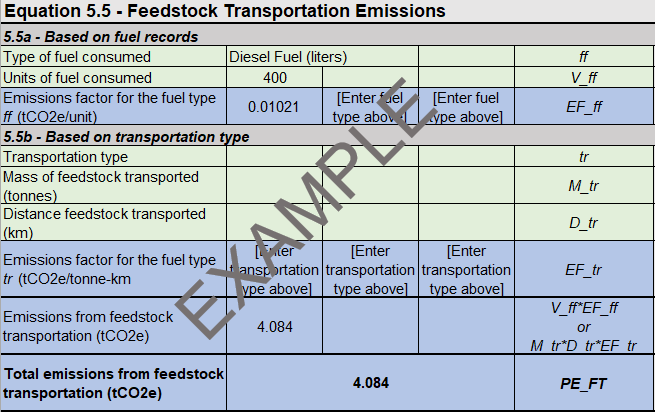 Equation 5.5 - Feedstock Transportation Emissions
5.5a - Based on fuel records
Type of fuel consumed Diesel Fuel (liters) ff
Units of fuel consumed 400 V_ff
Emissions factor for the fuel type
ff (tCO2e/unit) 0.01021 [Enter fuel type above] [Enter fuel type above] EF_ff
5.5b - Based on transportation type
Transportation type tr
Mass of feedstock transported
(tonnes) M_tr
Distance feedstock transported
(km) D_tr
Emissions factor for the fuel type
tr (tCO2e/tonne-km [Enter transportation type above] [Enter transportation type above] [Enter transportation type above] EF_tr
Emissions from feedstock
transportation (tCO2e) 4.084 V_ff*EF_ff
or
M_tr*D_tr*EF_tr
Total emissions from feedstock
transportation (tCO2e) 4.084 PE_FT
EXAMPLE